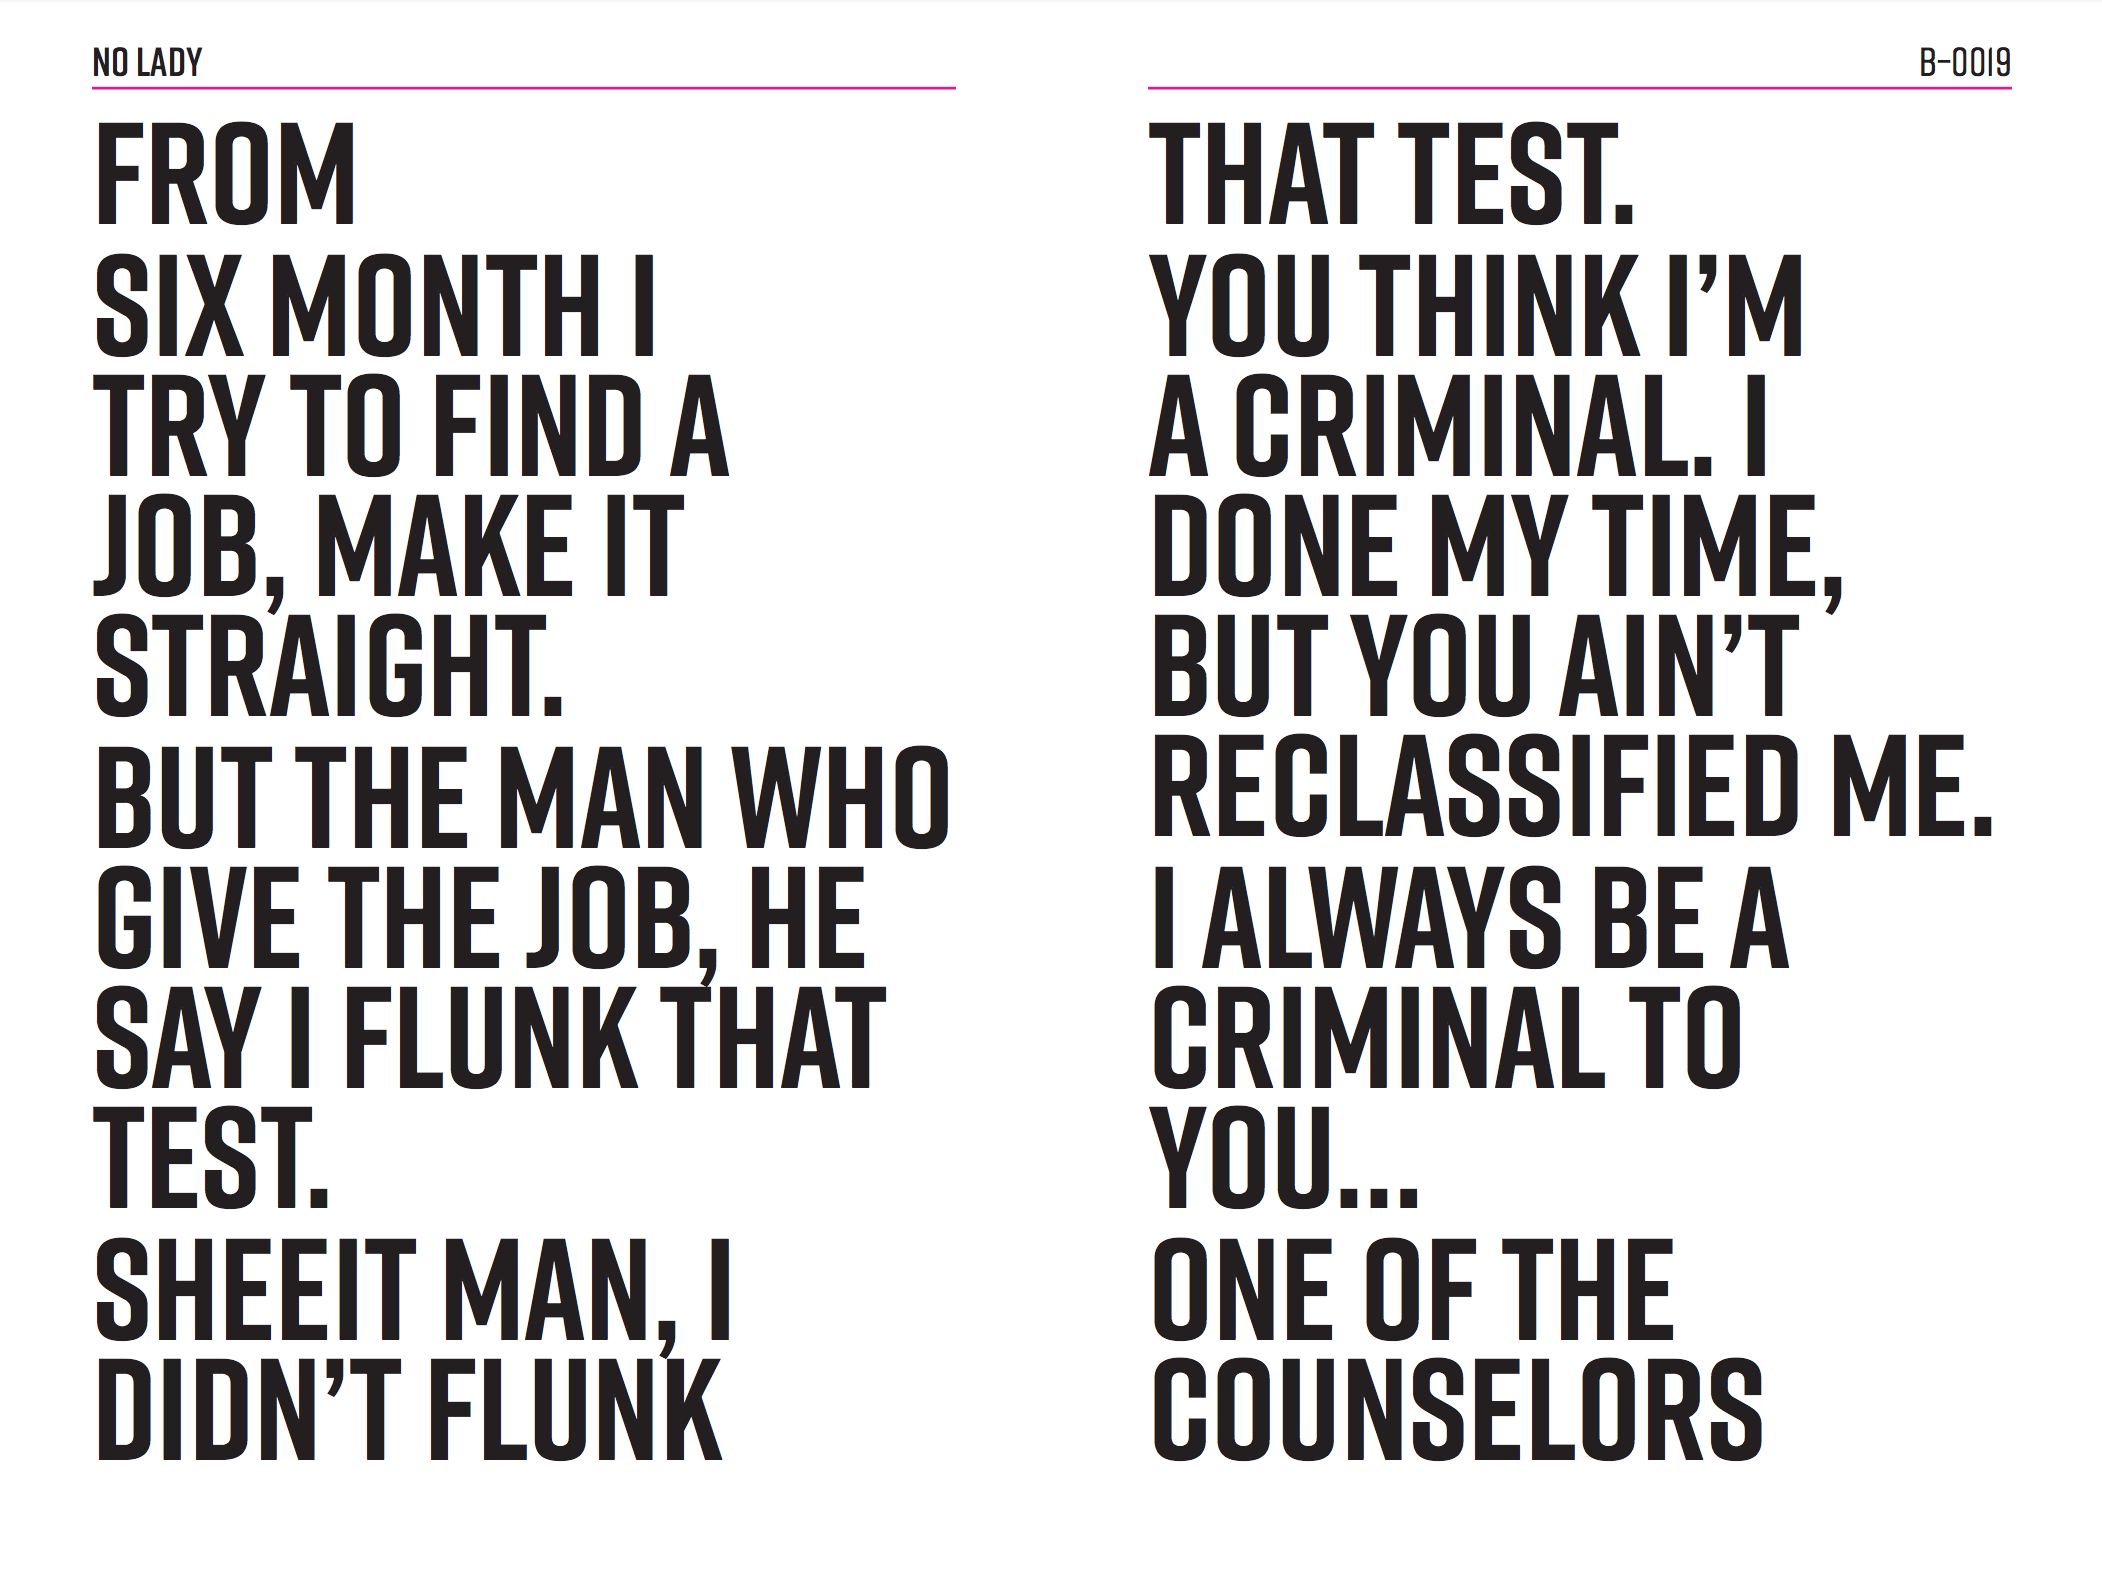 NO LADY
FROM
SIX MONTH I
TRY TO FIND A
JOB, MAKE IT
STRAIGHT.
BUT THE MAN WHO
GIVE THE JOB, HE
SAY I FLUNK THAT
TEST.
SHEEIT MAN, I
DIDN’T FLUNK
B-0019
THAT TEST.
YOU THINK I’M
A CRIMINAL. I
DONE MY TIME,
BUT YOU AIN’T
RECLASSIFIED ME.
I ALWAYS BE A
CRIMINAL TO
YOU...
ONE OF THE
COUNSELORS